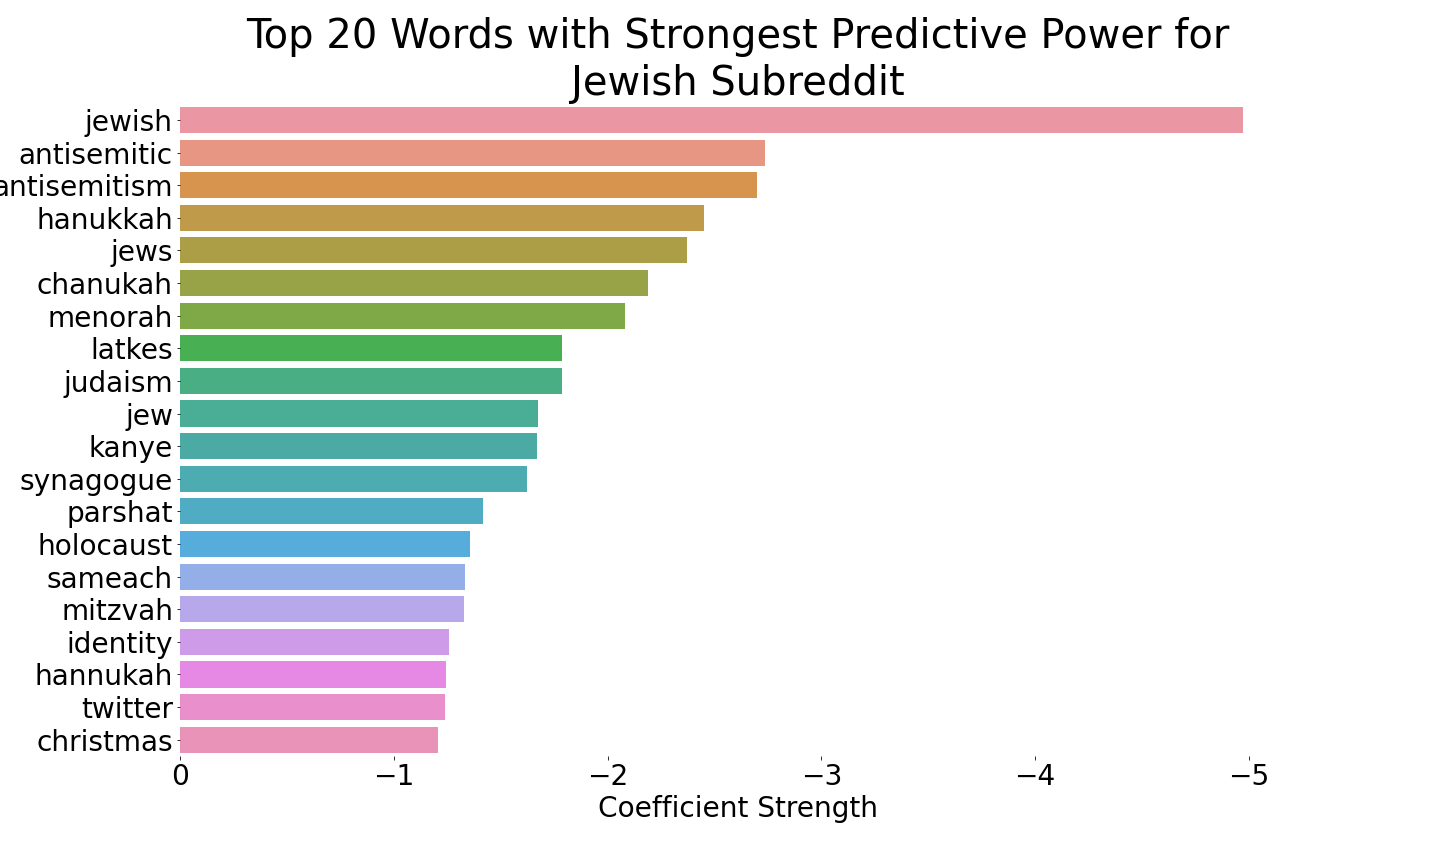 Top 20 Words with Strongest Predictive Power for
Jewish Subreddit
jewish
antisemitic
antisemitism
hanukkah
jews
chanukah
menorah
latkes
judaism
jew
kanye
synagogue
parshat
holocaust
sameach
mitzvah
identity
hannukah
twitter
christmas
0 −1 −2 −3 −4 −5
Coefficient Strength